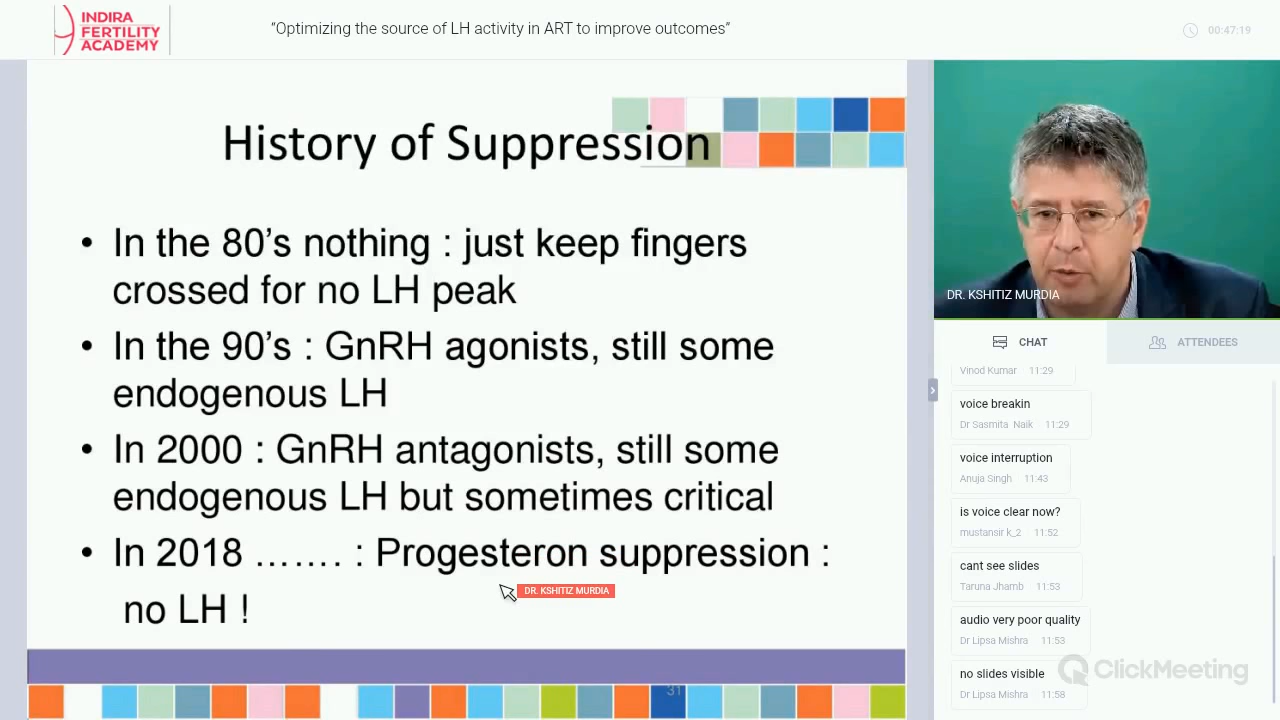 INDIRA
FERTILITY
ACADEMY
“Optimizing the source of LH activity in ART to improve outcomes”
00:47:19
History of Suppression
• In the 80’s nothing : just keep fingers
crossed for no LH peak
• In the 90’s : GnRH agonists, still some
endogenous LH
• In 2000 : GnRH antagonists, still some
endogenous LH but sometimes critical
• In 2018 ……. : Progesteron suppression :
no LH !
DR. KSHITIZ MURDIA
31
DR. KSHITIZ MURDIA
CHAT
ATTENDEES
Vinod Kumar 11:29
voice breakin
Dr Sasmita Naik 11:29
voice interruption
Anuja Singh 11:43
is voice clear now?
mustansir k_2 11:52
cant see slides
Taruna Jhamb 11:53
audio very poor quality
Dr Lipsa Mishra 11:53
no slides visible
Dr Lipsa Mishra 11:58
ClickMeeting